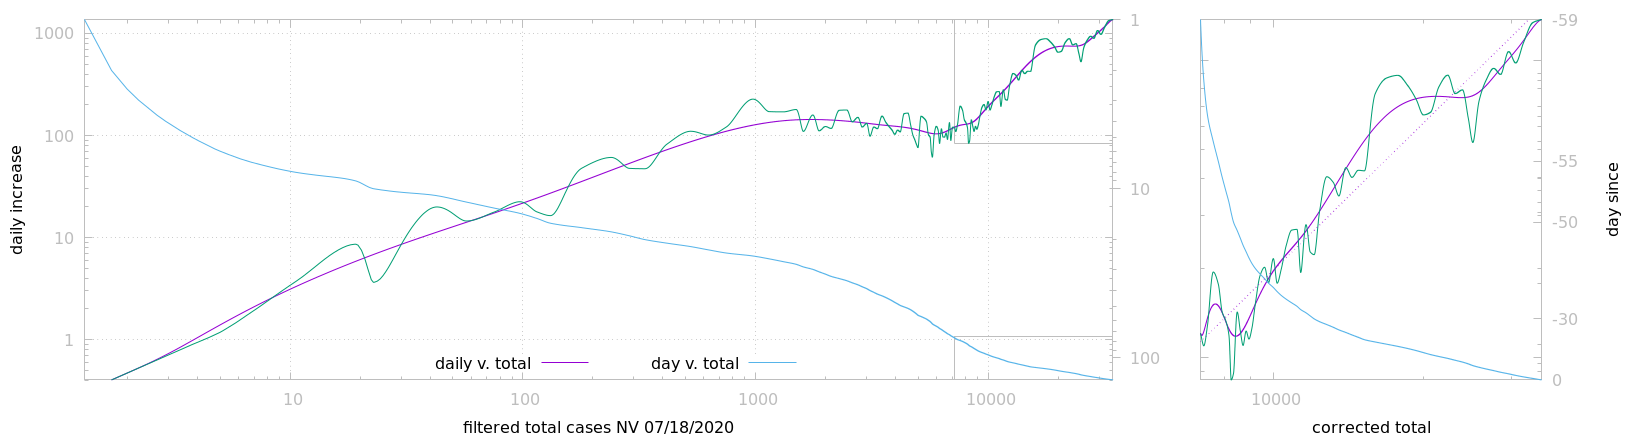 1000
100
10
1
daily increase
10
100
1000
10000
filtered total cases NV 07/18/2020
daily v. total
day v. total
1
10
100
-59
-55
-50
-30
0
day since
10000
corrected total